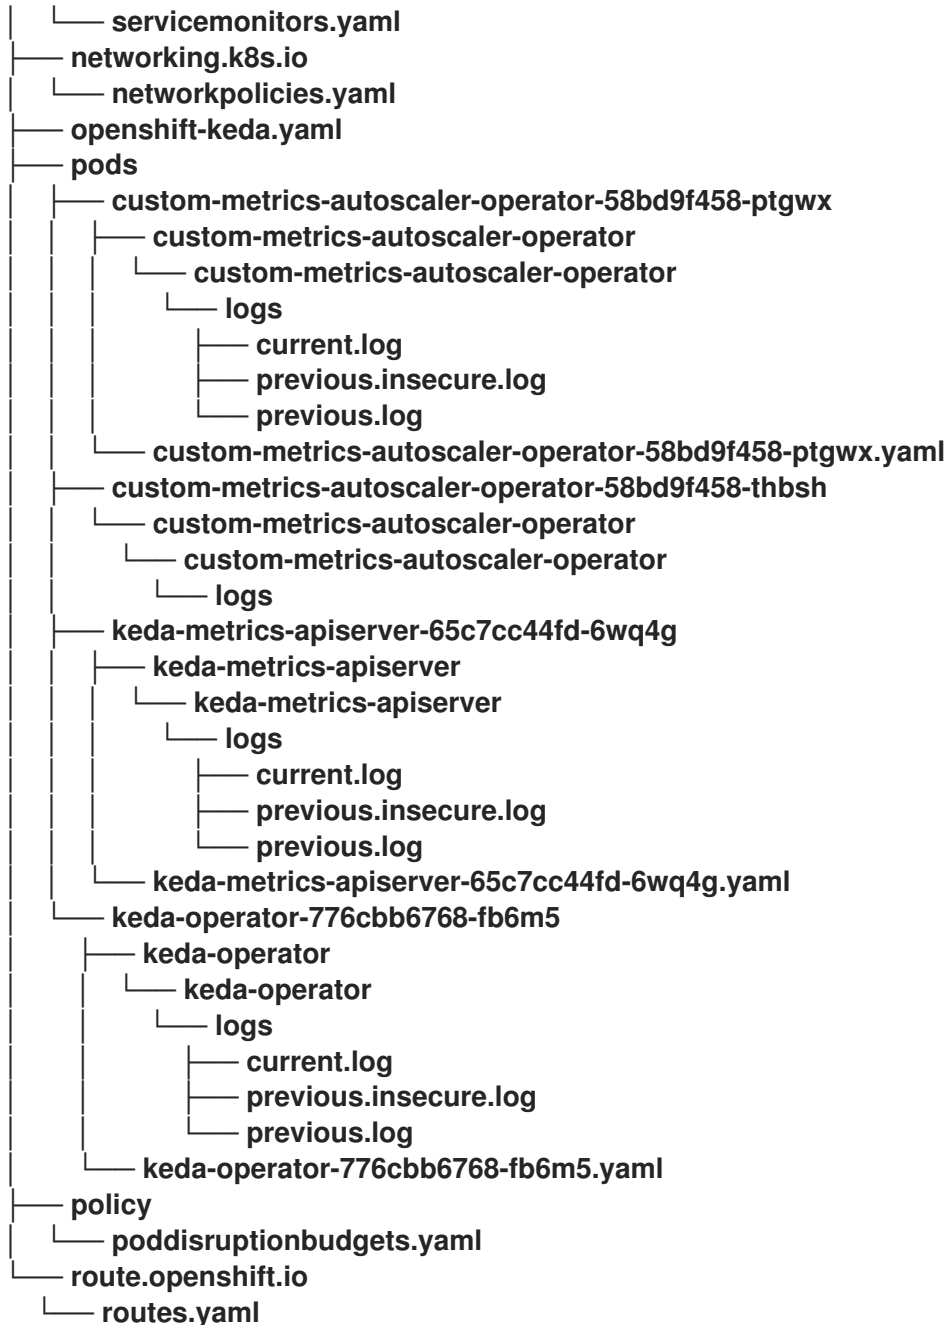 │   └── servicemonitors.yaml
├── networking.k8s.io
│   └── networkpolicies.yaml
├── openshift-keda.yaml
├── pods
│   ├── custom-metrics-autoscaler-operator-58bd9f458-ptgwx
│   │   ├── custom-metrics-autoscaler-operator
│   │   │   └── custom-metrics-autoscaler-operator
│   │   │       └── logs
│   │   │           ├── current.log
│   │   │           ├── previous.insecure.log
│   │   │           └── previous.log
│   │   └── custom-metrics-autoscaler-operator-58bd9f458-ptgwx.yaml
│   ├── custom-metrics-autoscaler-operator-58bd9f458-thbsh
│   │   └── custom-metrics-autoscaler-operator
│   │       └── custom-metrics-autoscaler-operator
│   │           └── logs
│   ├── keda-metrics-apiserver-65c7cc44fd-6wq4g
│   │   ├── keda-metrics-apiserver
│   │   │   └── keda-metrics-apiserver
│   │   │       └── logs
│   │   │           ├── current.log
│   │   │           ├── previous.insecure.log
│   │   │           └── previous.log
│   │   └── keda-metrics-apiserver-65c7cc44fd-6wq4g.yaml
│   └── keda-operator-776cbb6768-fb6m5
│       ├── keda-operator
│       │   └── keda-operator
│       │       └── logs
│       │           ├── current.log
│       │           ├── previous.insecure.log
│       │           └── previous.log
│       └── keda-operator-776cbb6768-fb6m5.yaml
├── policy
│   └── poddisruptionbudgets.yaml
└── route.openshift.io
    └── routes.yaml